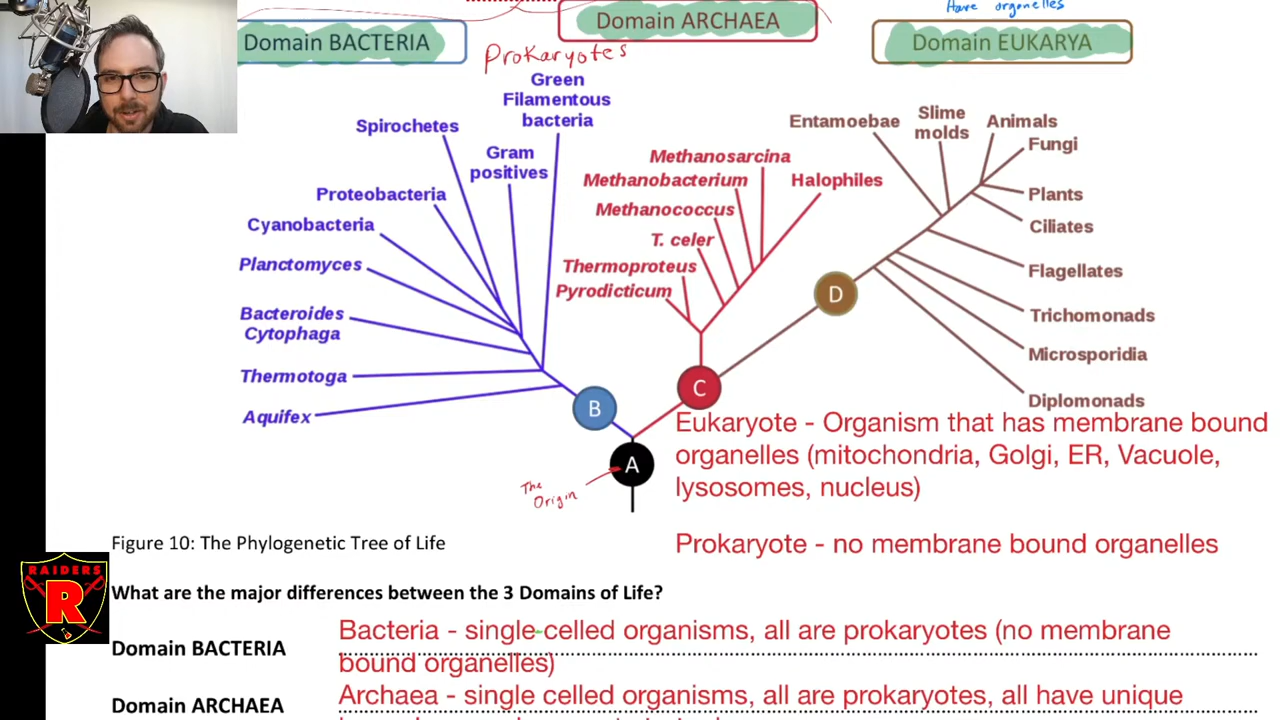 Have organelles
Domain ARCHAEA
Domain BACTERIA
Domain EUKARYA
Prokaryotes
Green
Filamentous
bacteria
Spirochetes
Gram
positives
Proteobacteria
Cyanobacteria
Planctomyces
Bacteroides
Cytophaga
Thermotoga
Aquifex
Methanosarcina
Methanobacterium
Halophiles
Methanococcus
T. celer
Thermoproteus
Pyrodicticum
Entamoebae
Slime
molds
Animals
Fungi
Plants
Ciliates
Flagellates
Trichomonads
Microsporidia
Diplomonads
D
C
B
A
The
Origin
Eukaryote - Organism that has membrane bound
organelles (mitochondria, Golgi, ER, Vacuole,
lysosomes, nucleus)
Prokaryote - no membrane bound organelles
Figure 10: The Phylogenetic Tree of Life
RAIDERS
R
What are the major differences between the 3 Domains of Life?
Domain BACTERIA
Bacteria - single-celled organisms, all are prokaryotes (no membrane
bound organelles)
Domain ARCHAEA
Archaea - single celled organisms, all are prokaryotes, all have unique